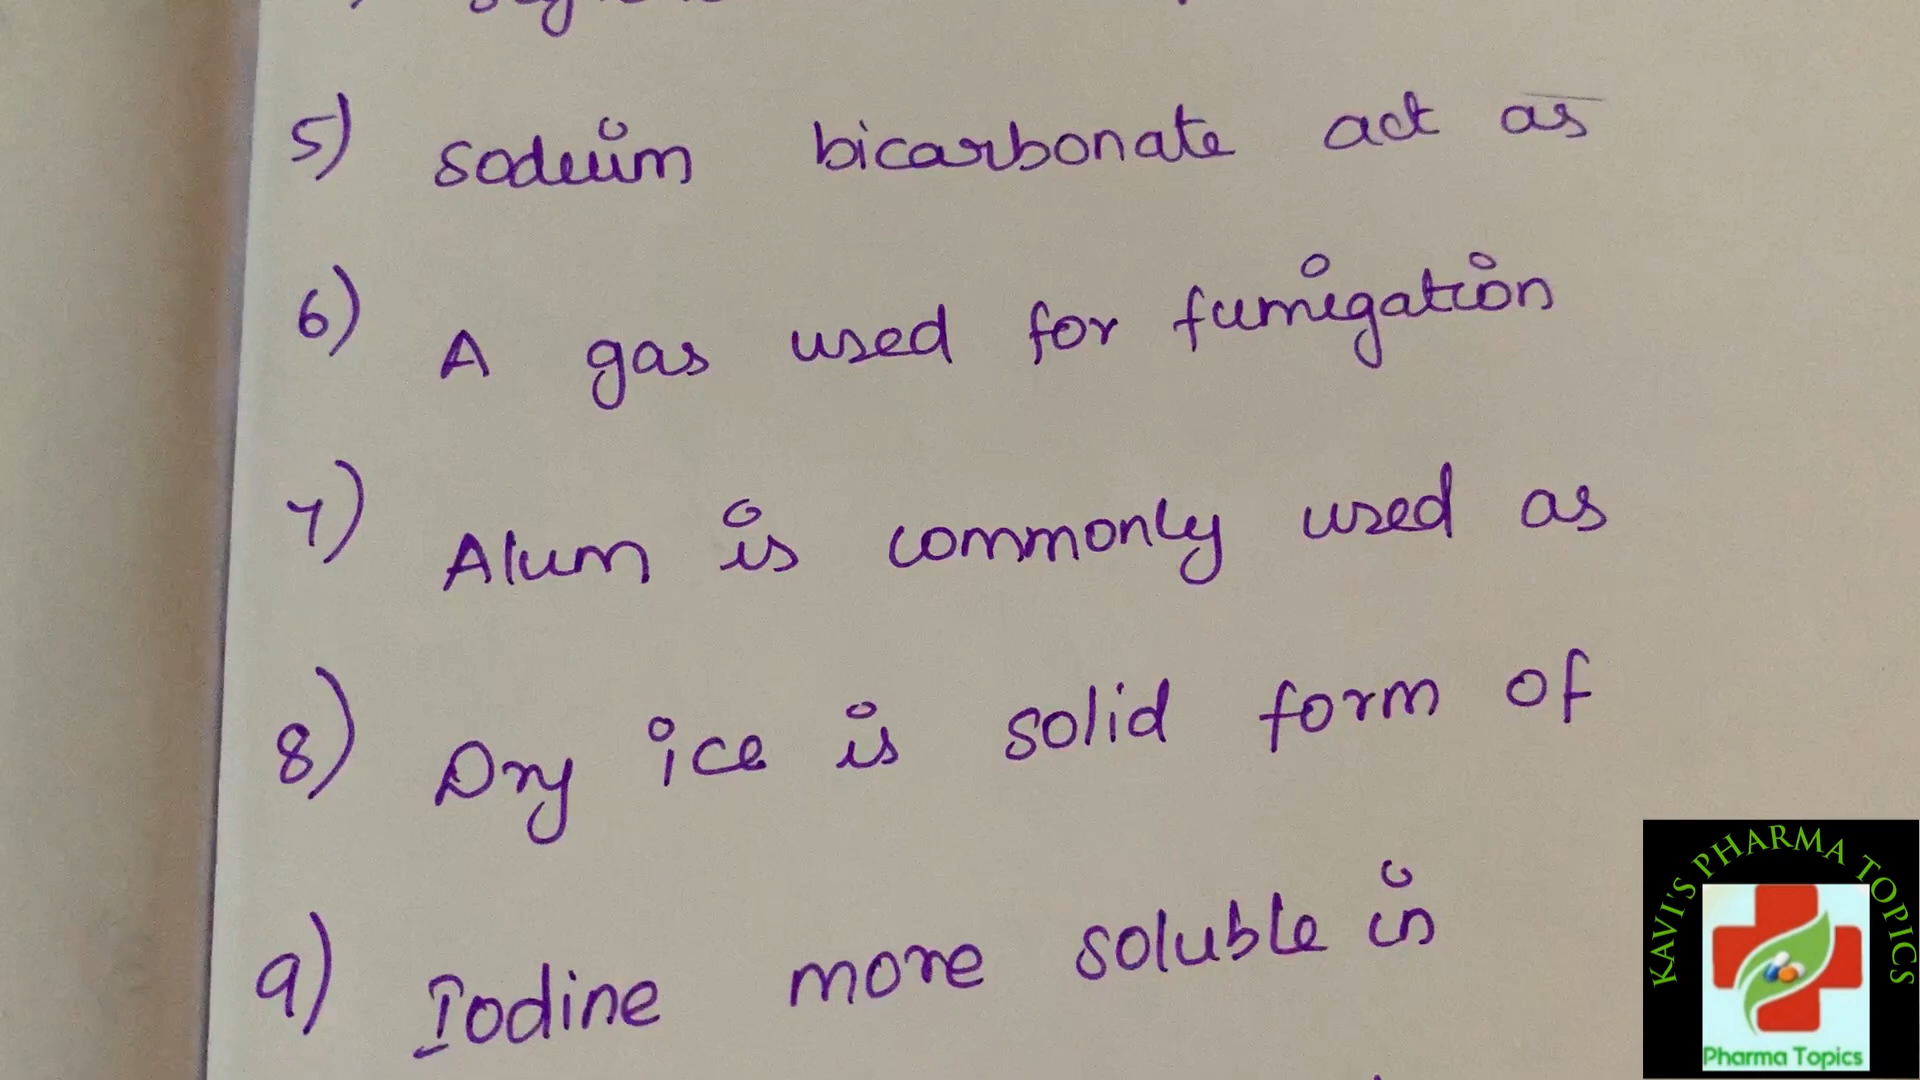 5) Sodium bicarbonate act as
6) A gas used for fumigation
7) Alum is commonly used as
8) Dry ice is solid form of
9) Iodine more soluble in
KAVI'S PHARMA TOPICS
Pharma Topics